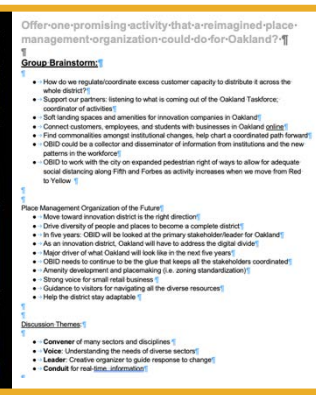 Offer·one·promising·activity·that·a·reimagined·place-
management·organization·could·do·for·Oakland?·¶
¶
Group Brainstorm:¶
¶
● How do we regulate/coordinate excess customer capacity to distribute it across the
whole district?¶
● Support our partners: listening to what is coming out of the Oakland Taskforce;
coordinator of activities¶
● Soft landing spaces and amenities for innovation companies in Oakland¶
● Connect customers, employees, and students with businesses in Oakland online¶
● Find commonalities amongst institutional changes, help chart a coordinated path forward¶
● OBID could be a collector and disseminator of information from institutions and the new
patterns in the workforce¶
● OBID to work with the city on expanded pedestrian right of ways to allow for adequate
social distancing along Fifth and Forbes as activity increases when we move from Red
to Yellow ¶
¶
¶
Place Management Organization of the Future¶
● Move toward innovation district is the right direction¶
● Drive diversity of people and places to become a complete district¶
● In five years: OBID will be looked at the primary stakeholder/leader for Oakland¶
● As an innovation district, Oakland will have to address the digital divide¶
● Major driver of what Oakland will look like in the next five years¶
● OBID needs to continue to be the glue that keeps all the stakeholders coordinated¶
● Amenity development and placemaking (i.e. zoning standardization)¶
● Strong voice for small retail business ¶
● Guidance to visitors for navigating all the diverse resources¶
● Help the district stay adaptable ¶
¶
¶
Discussion Themes:¶
¶
● Convener of many sectors and disciplines ¶
● Voice: Understanding the needs of diverse sectors¶
● Leader: Creative organizer to guide response to change¶
● Conduit for real-time, information¶